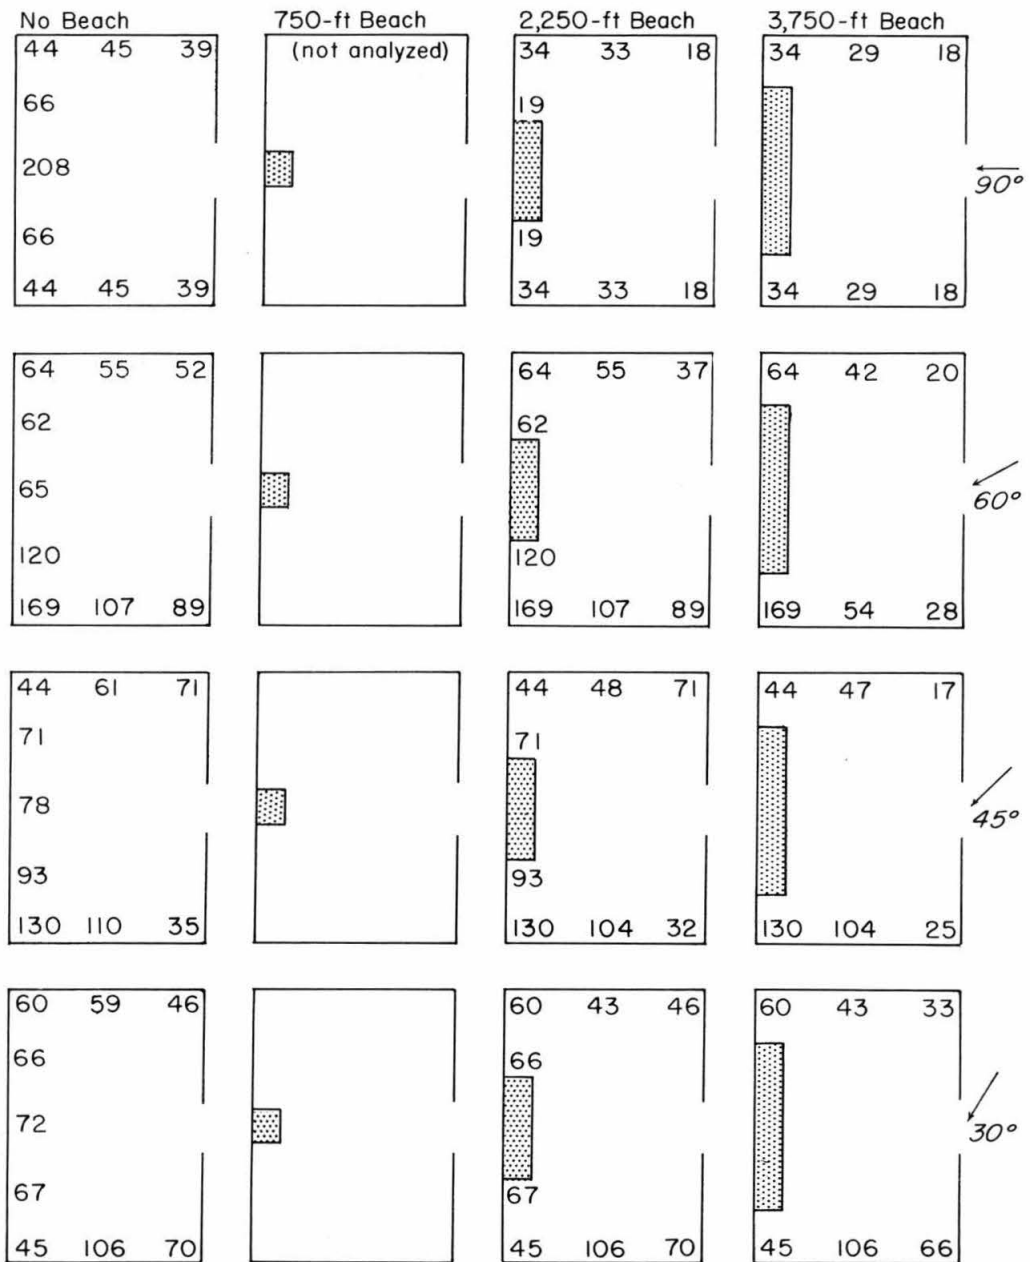 No Beach 750-ft Beach 2,250-ft Beach 3,750-ft Beach
44 45 39 (not analyzed) 34 33 18 34 29 18
66 19
208 90°
66 19
44 45 39 34 33 18 34 29 18
64 55 52 64 55 37 64 42 20
62 62
65 60°
120 120
169 107 89 169 107 89 169 54 28
44 61 71 44 48 71 44 47 17
71 71
78 45°
93 93
130 110 35 130 104 32 130 104 25
60 59 46 60 43 46 60 43 33
66 66
72 30°
67 67
45 106 70 45 106 70 45 106 66